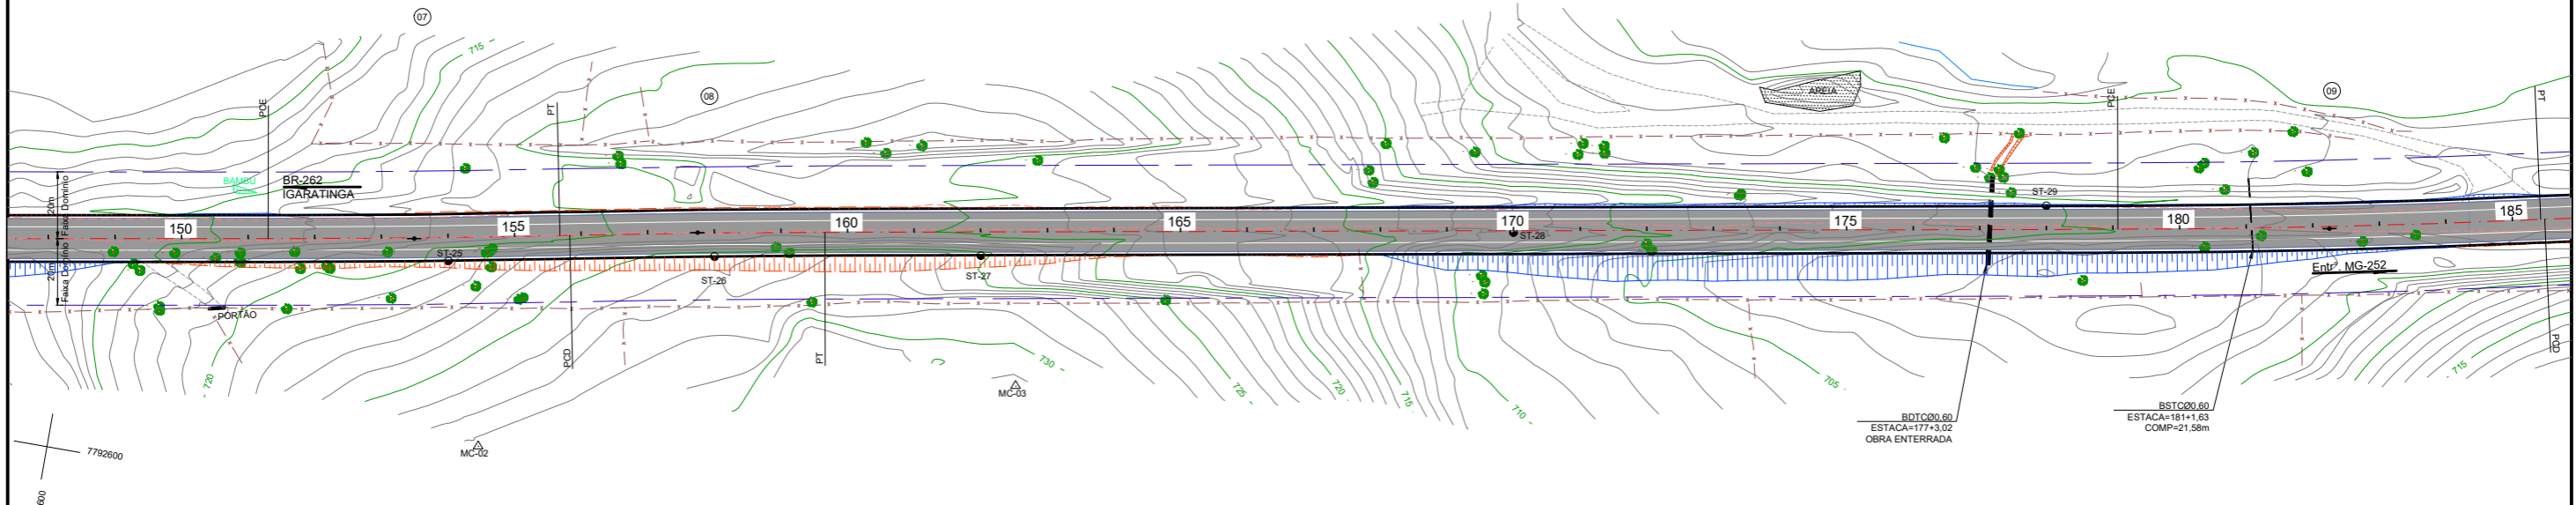 07
715
08
09
PCE
PT
PCE
PT
AREIA
BAMBÚ
BR-262
IGARATINGA
20m
Faixa Domínio
20m
Faixa Domínio
150
155
160
165
170
175
180
185
ST-25
ST-26
ST-27
ST-28
ST-29
Entrº. MG-252
PORTÃO
PCD
PT
PCD
720
730
725
720
715
710
705
715
MC-02
MC-03
BDTCØ0,60
ESTACA=177+3,02
OBRA ENTERRADA
BSTCØ0,60
ESTACA=181+1,63
COMP=21,58m
7792600
600